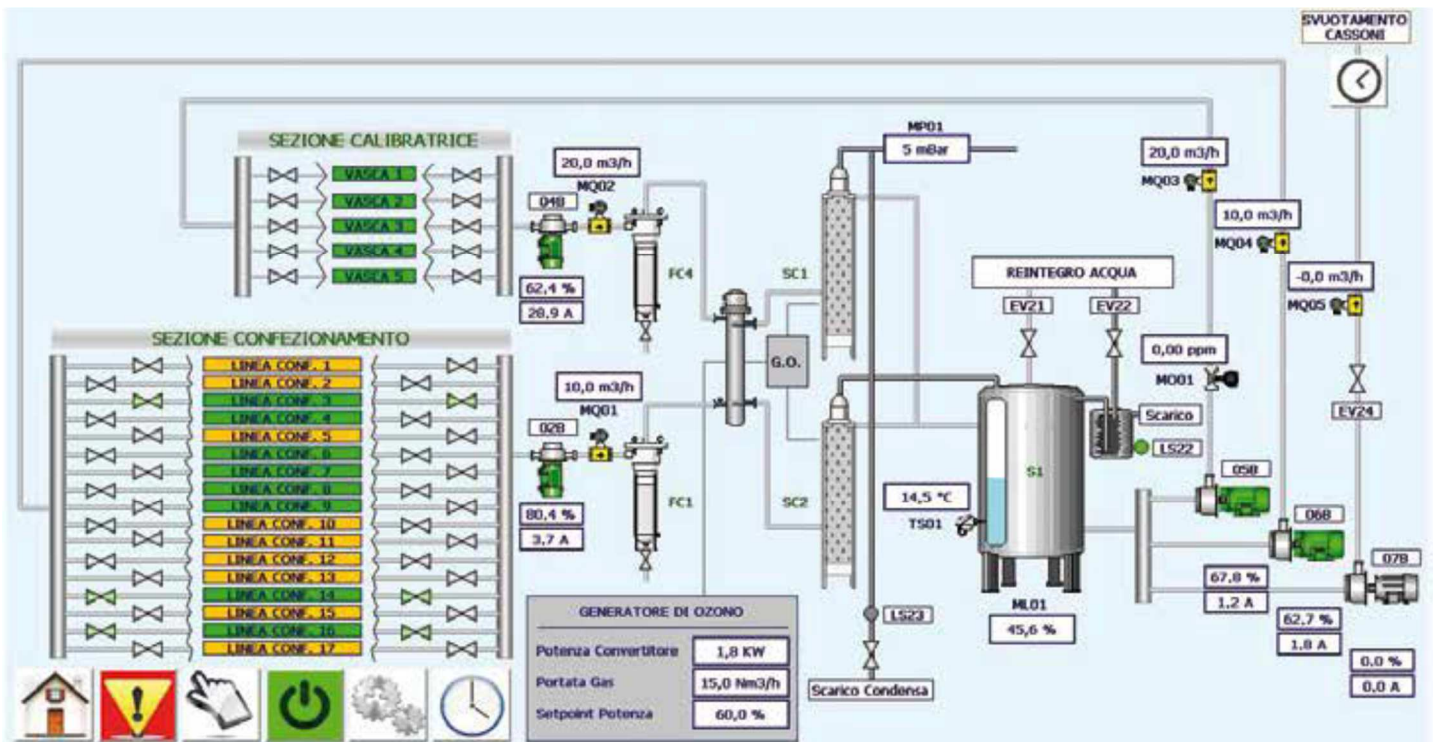 SVUOTAMENTO
CASSONI
SEZIONE CALIBRATRICE
VASCA 1
VASCA 2
VASCA 3
VASCA 4
VASCA 5
20,0 m3/h
MQ02
04B
62,4 %
28,9 A
FC4
SC1
MP01
5 mBar
20,0 m3/h
MQ03
10,0 m3/h
MQ04
-0,0 m3/h
MQ05
REINTEGRO ACQUA
EV21
EV22
0,00 ppm
MO01
EV24
SEZIONE CONFEZIONAMENTO
LINEA CONF. 1
LINEA CONF. 2
LINEA CONF. 3
LINEA CONF. 4
LINEA CONF. 5
LINEA CONF. 6
LINEA CONF. 7
LINEA CONF. 8
LINEA CONF. 9
LINEA CONF. 10
LINEA CONF. 11
LINEA CONF. 12
LINEA CONF. 13
LINEA CONF. 14
LINEA CONF. 15
LINEA CONF. 16
LINEA CONF. 17
10,0 m3/h
MQ01
02B
80,4 %
3,7 A
FC1
G.O.
SC2
Scarico
LS22
S1
14,5 °C
TS01
ML01
45,6 %
05B
06B
07B
67,8 %
1,2 A
62,7 %
1,8 A
0,0 %
0,0 A
LS23
Scarico Condensa
GENERATORE DI OZONO
Potenza Convertitore 1,8 KW
Portata Gas 15,0 Nm3/h
Setpoint Potenza 60,0 %